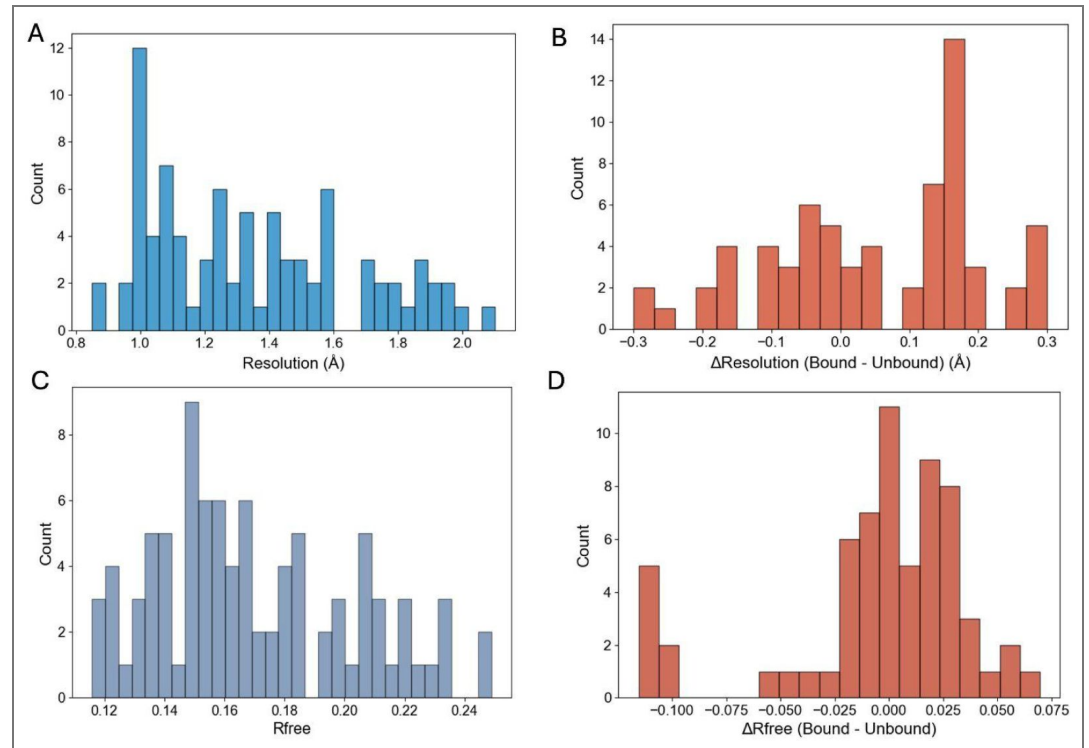 A
12
10
8
6
4
2
0
Count
0.8 1.0 1.2 1.4 1.6 1.8 2.0
Resolution (Å)
B
14
12
10
8
6
4
2
0
Count
−0.3 −0.2 −0.1 0.0 0.1 0.2 0.3
ΔResolution (Bound - Unbound) (Å)
C
8
6
4
2
0
Count
0.12 0.14 0.16 0.18 0.20 0.22 0.24
Rfree
D
10
8
6
4
2
0
Count
−0.100 −0.075 −0.050 −0.025 0.000 0.025 0.050 0.075
ΔRfree (Bound - Unbound)